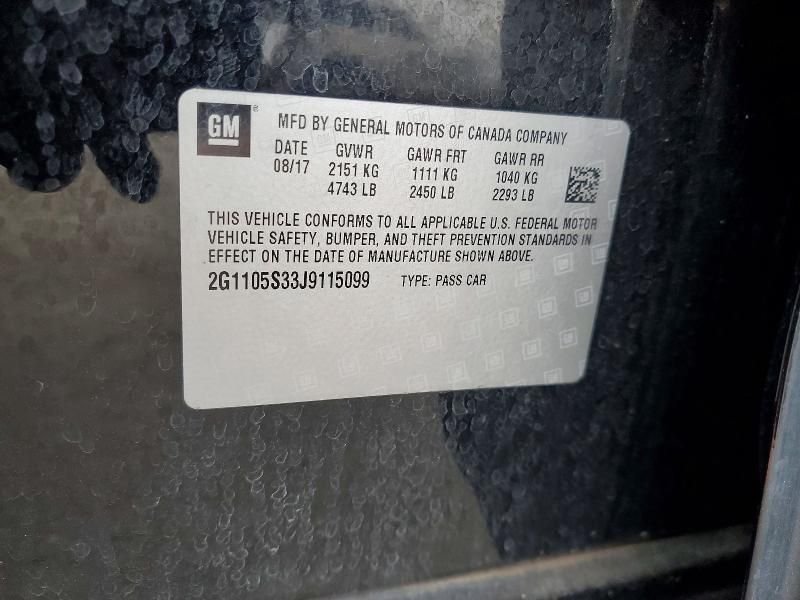 GM® MFD BY GENERAL MOTORS OF CANADA COMPANY
DATE GVWR GAWR FRT GAWR RR
08/17 2151 KG 1111 KG 1040 KG
4743 LB 2450 LB 2293 LB
THIS VEHICLE CONFORMS TO ALL APPLICABLE U.S. FEDERAL MOTOR
VEHICLE SAFETY, BUMPER, AND THEFT PREVENTION STANDARDS IN
EFFECT ON THE DATE OF MANUFACTURE SHOWN ABOVE.
2G1105S33J9115099 TYPE: PASS CAR